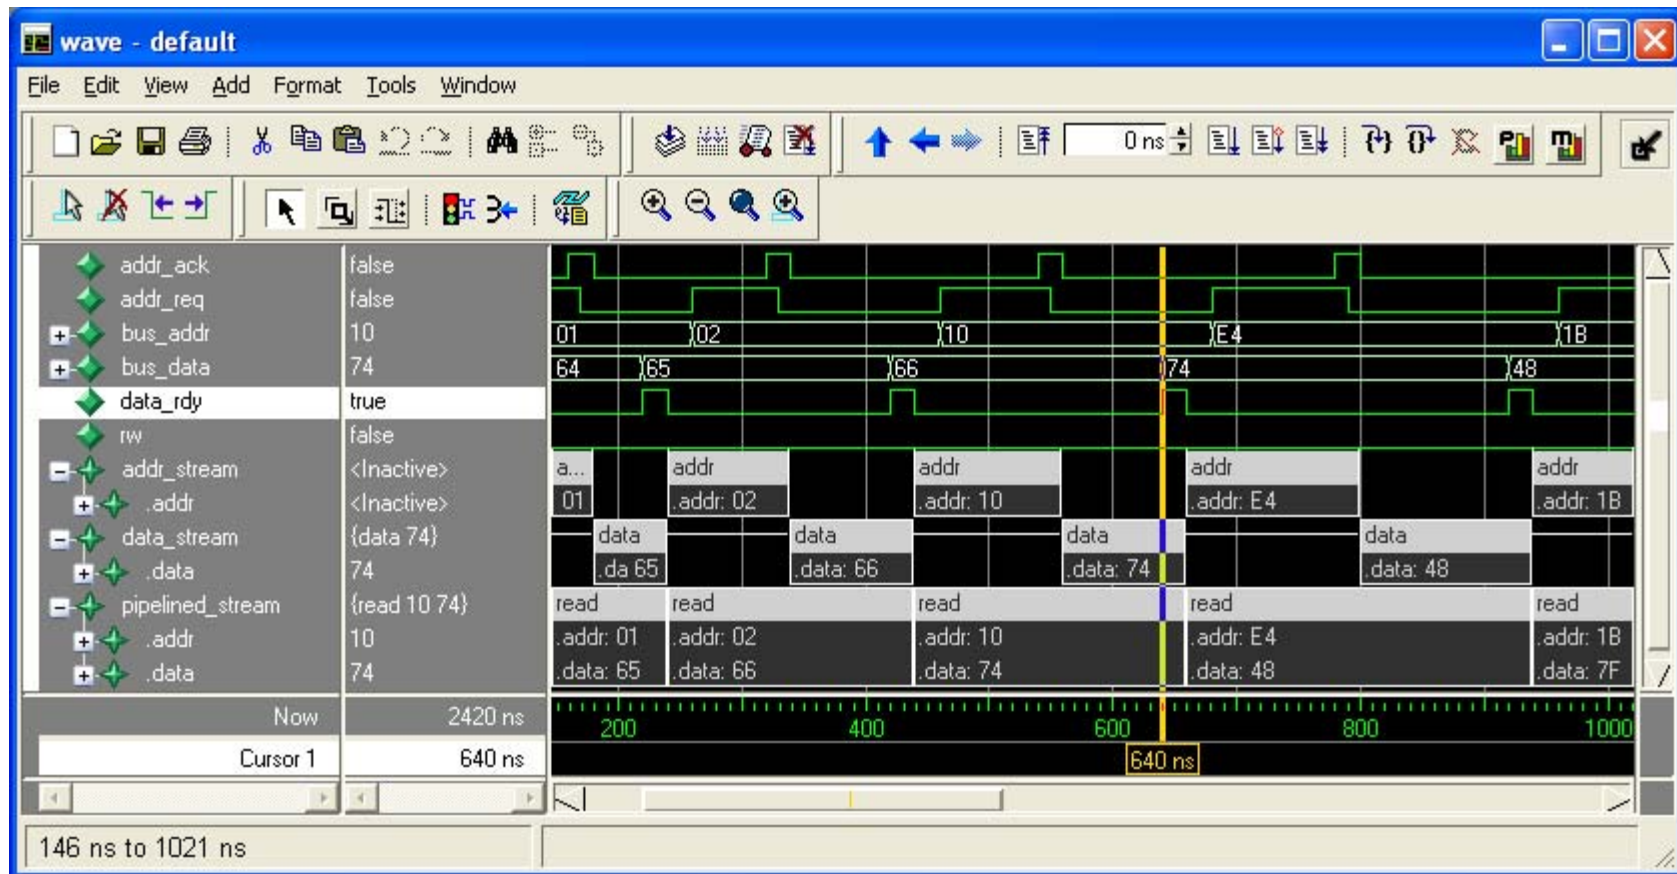 wave - default
File Edit View Add Format Tools Window
0 ns
addr_ack false
addr_req false
bus_addr 10 01 02 10 E4 1B
bus_data 74 64 65 66 74 48
data_rdy true
rw false
addr_stream <Inactive> a... addr addr addr addr
.addr <Inactive> 01 .addr: 02 .addr: 10 .addr: E4 .addr: 1B
data_stream {data 74} data data data data
.data 74 .da 65 .data: 66 .data: 74 .data: 48
pipelined_stream {read 10 74} read read read read read
.addr 10 .addr: 01 .addr: 02 .addr: 10 .addr: E4 .addr: 1B
.data 74 .data: 65 .data: 66 .data: 74 .data: 48 .data: 7F
Now 2420 ns 200 400 600 800 1000
Cursor 1 640 ns 640 ns
146 ns to 1021 ns